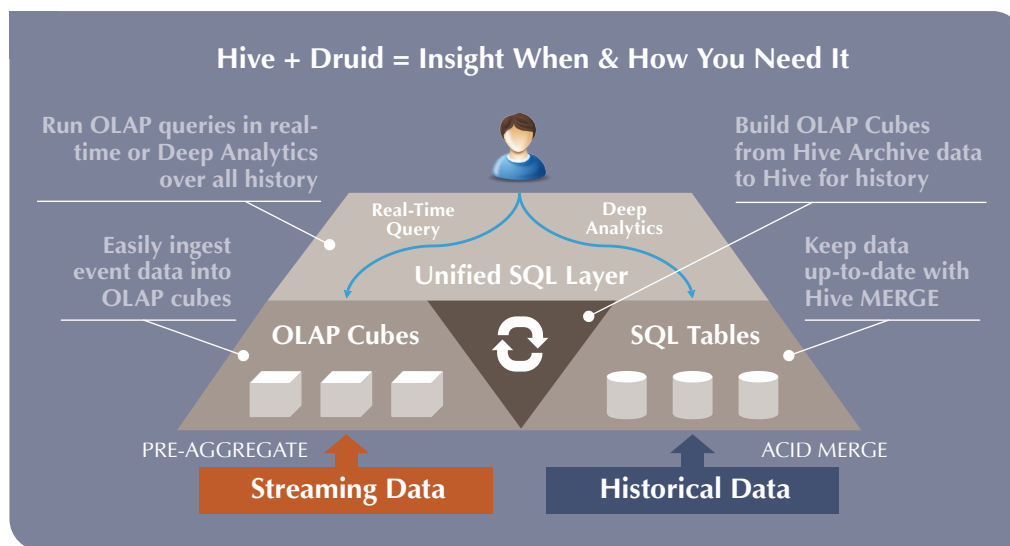 Hive + Druid = Insight When & How You Need It
Run OLAP queries in real-
time or Deep Analytics
over all history
Build OLAP Cubes
from Hive Archive data
to Hive for history
Real-Time
Query
Deep
Analytics
Easily ingest
event data into
OLAP cubes
Unified SQL Layer
Keep data
up-to-date with
Hive MERGE
OLAP Cubes
SQL Tables
PRE-AGGREGATE
ACID MERGE
Streaming Data
Historical Data